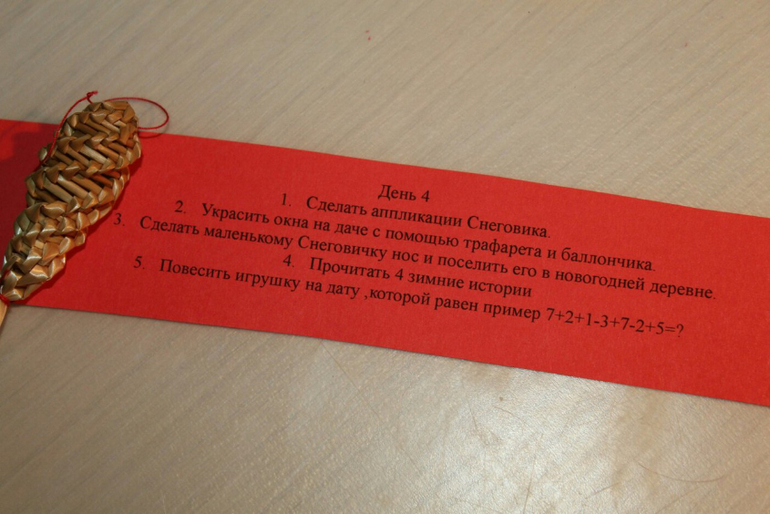 День 4
1. Сделать аппликации Снеговика.
2. Украсить окна на даче с помощью трафарета и баллончика.
3. Сделать маленькому Снеговичку нос и поселить его в новогодней деревне.
4. Прочитать 4 зимние истории
5. Повесить игрушку на дату ,которой равен пример 7+2+1-3+7-2+5=?